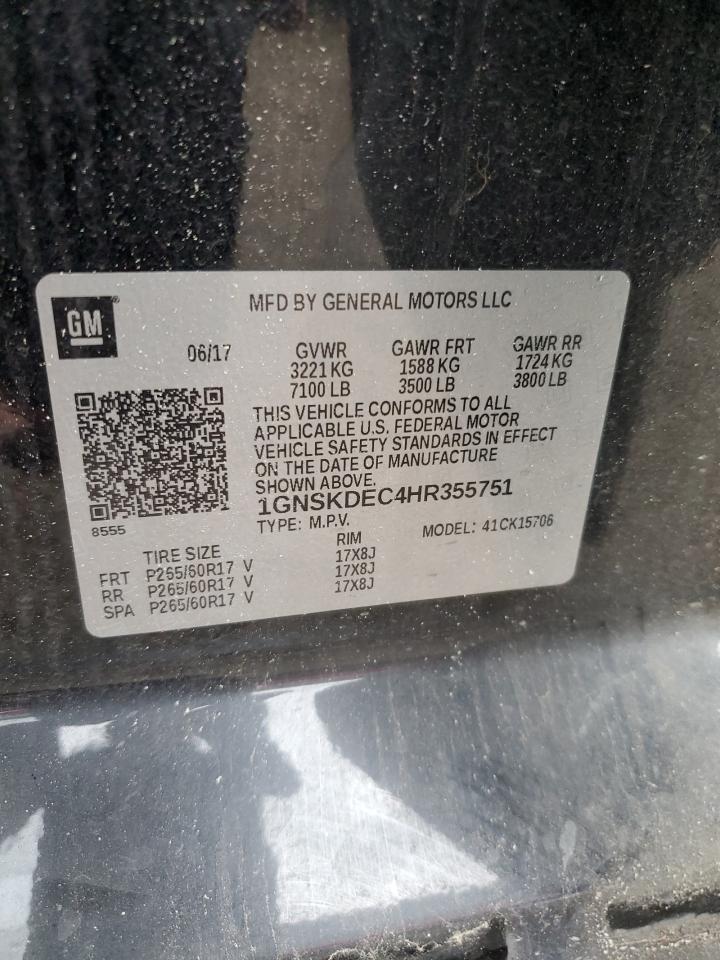 GM
MFD BY GENERAL MOTORS LLC
06/17 GVWR GAWR FRT GAWR RR
3221 KG 1588 KG 1724 KG
7100 LB 3500 LB 3800 LB
THIS VEHICLE CONFORMS TO ALL
APPLICABLE U.S. FEDERAL MOTOR
VEHICLE SAFETY STANDARDS IN EFFECT
ON THE DATE OF MANUFACTURE
SHOWN ABOVE.
8555
1GNSKDEC4HR355751
TYPE: M.P.V. MODEL: 41CK15706
TIRE SIZE RIM
FRT P265/60R17 V 17X8J
RR P265/60R17 V 17X8J
SPA P265/60R17 V 17X8J